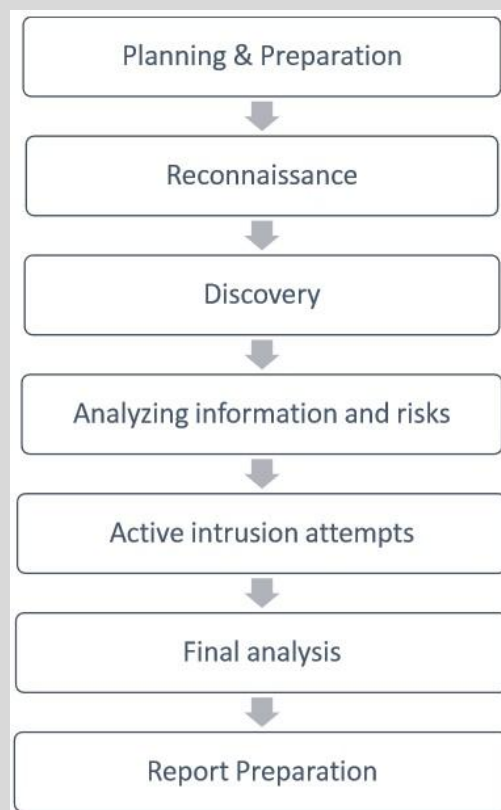 Planning & Preparation
Reconnaissance
Discovery
Analyzing information and risks
Active intrusion attempts
Final analysis
Report Preparation